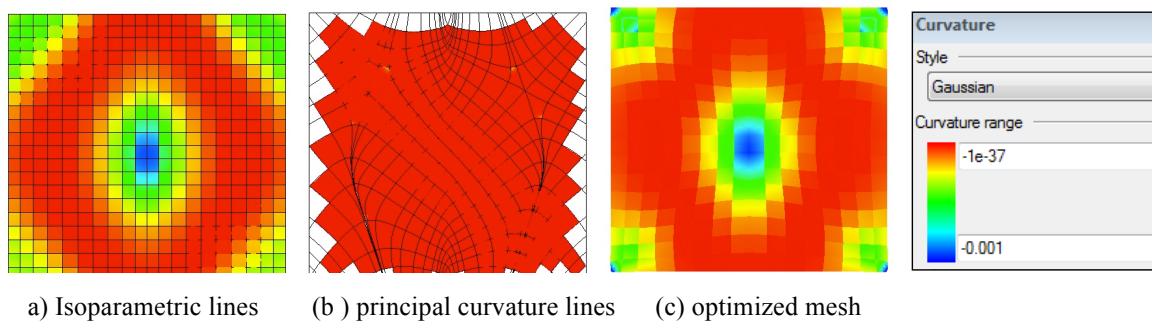 Curvature
Style
Gaussian
Curvature range
-1e-37
-0.001
a) Isoparametric lines
(b ) principal curvature lines
(c) optimized mesh